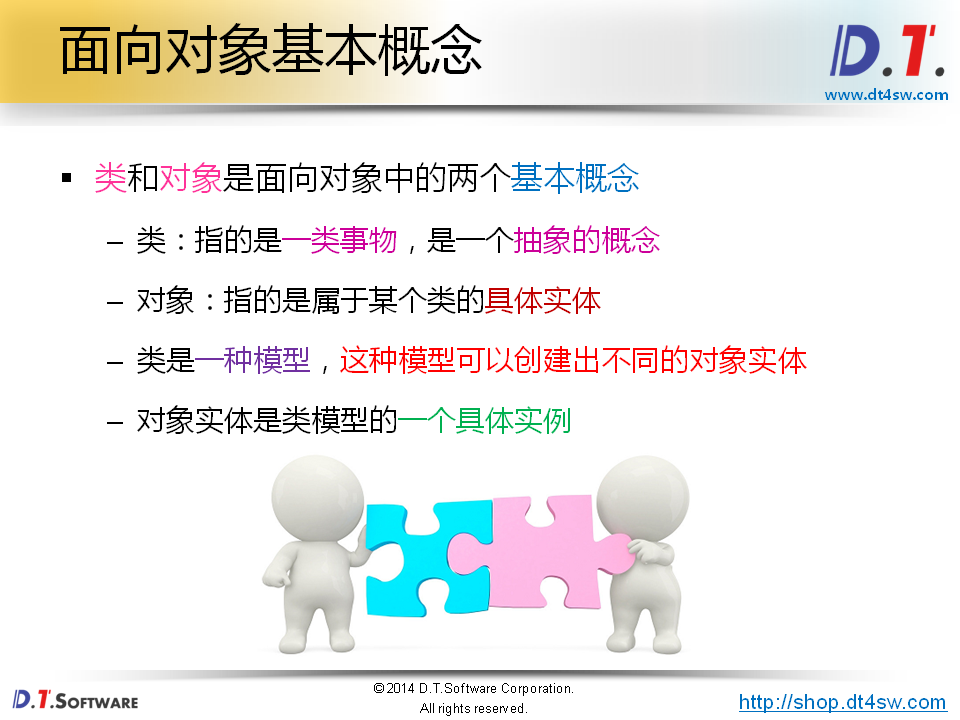 面向对象基本概念
D.T.
www.dt4sw.com
▪ 类和对象是面向对象中的两个基本概念
– 类：指的是一类事物，是一个抽象的概念
– 对象：指的是属于某个类的具体实体
– 类是一种模型，这种模型可以创建出不同的对象实体
– 对象实体是类模型的一个具体实例
©2014 D.T.Software Corporation.
D.T.SOFTWARE
All rights reserved.
http://shop.dt4sw.com